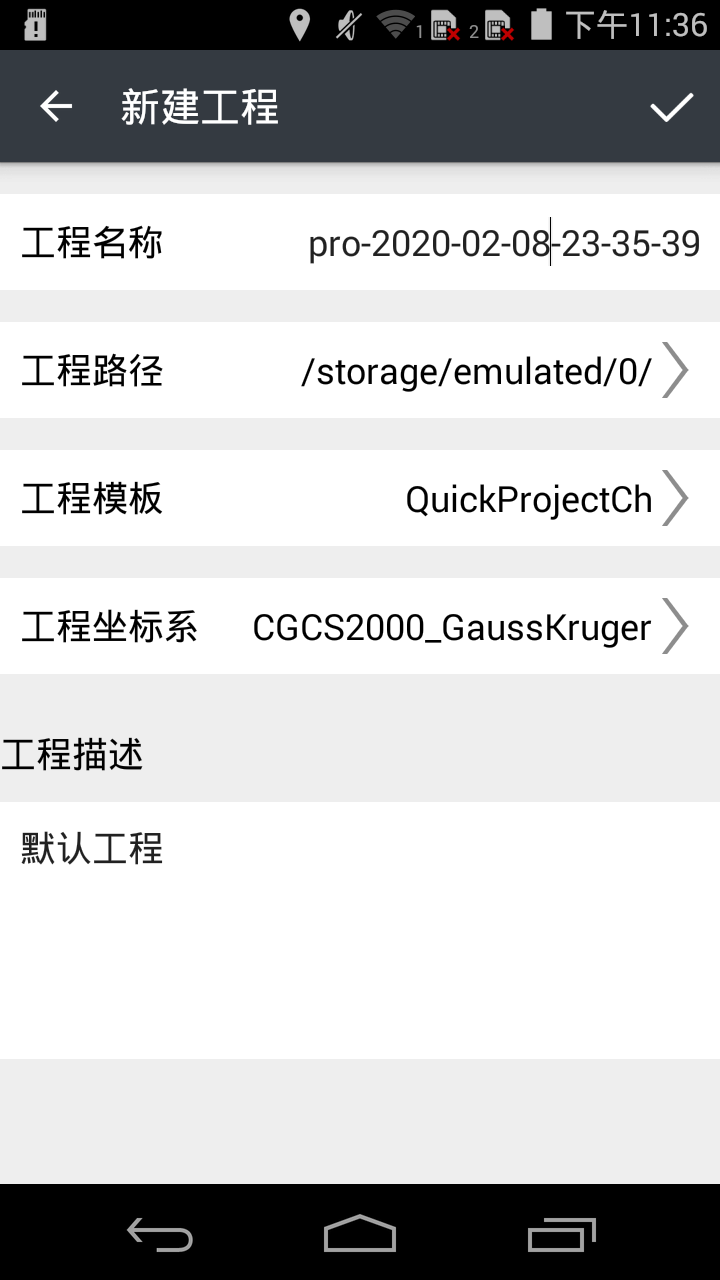 1 2 下午11:36
新建工程
工程名称 pro-2020-02-08-23-35-39
工程路径 /storage/emulated/0/
工程模板 QuickProjectCh
工程坐标系 CGCS2000_GaussKruger
工程描述
默认工程